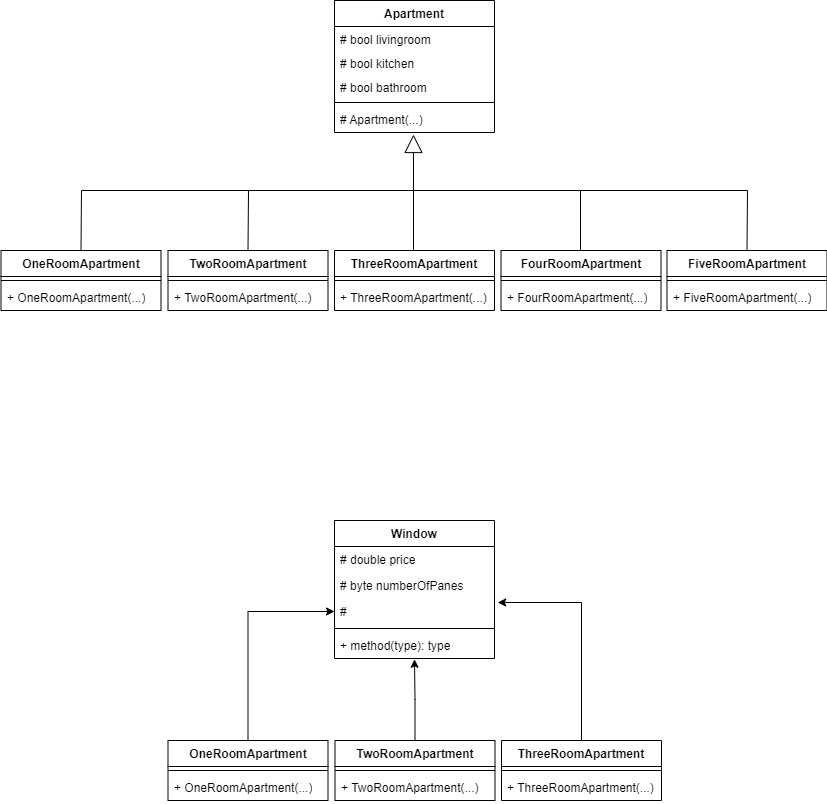 Apartment
# bool livingroom
# bool kitchen
# bool bathroom
# Apartment(...)
OneRoomApartment
+ OneRoomApartment(...)
TwoRoomApartment
+ TwoRoomApartment(...)
ThreeRoomApartment
+ ThreeRoomApartment(...)
FourRoomApartment
+ FourRoomApartment(...)
FiveRoomApartment
+ FiveRoomApartment(...)
Window
# double price
# byte numberOfPanes
#
+ method(type): type
OneRoomApartment
+ OneRoomApartment(...)
TwoRoomApartment
+ TwoRoomApartment(...)
ThreeRoomApartment
+ ThreeRoomApartment(...)